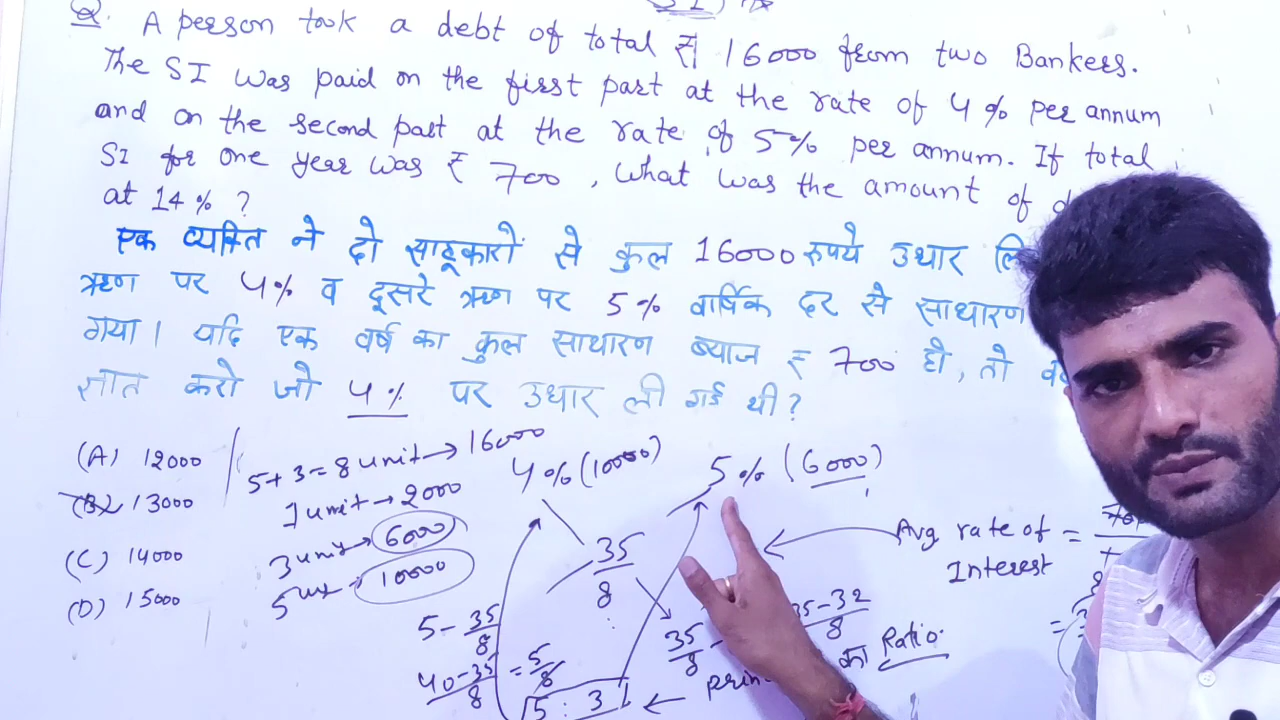 Q. A person took a debt of total ₹ 16000 from two Bankers.
The SI was paid on the first part at the rate of 4% per annum
and on the second part at the rate of 5% per annum. If total
SI for one year was ₹ 700, What was the amount of
at 14% ?
एक व्यक्ति ने दो साहूकारों से कुल 16000 रुपये उधार
ऋण पर 4% व दूसरे ऋण पर 5% वार्षिक दर से साधारण
गया। यदि एक वर्ष का कुल साधारण ब्याज ₹ 700 हो, तो
ज्ञात करो जो 4% पर उधार ली गई थी?
(A) 12000
(B) 13000
(C) 14000
(D) 15000
5+3=8 unit → 16000
1 unit → 2000
3 unit → 6000
5 → 10000
4% (10000) 5% (6000)
35/8
5 - 35/8
40-35/8 = 5/8
35/8 -
35-32/8
5 : 3 ←
का Ratio
Avg rate of =
Interest